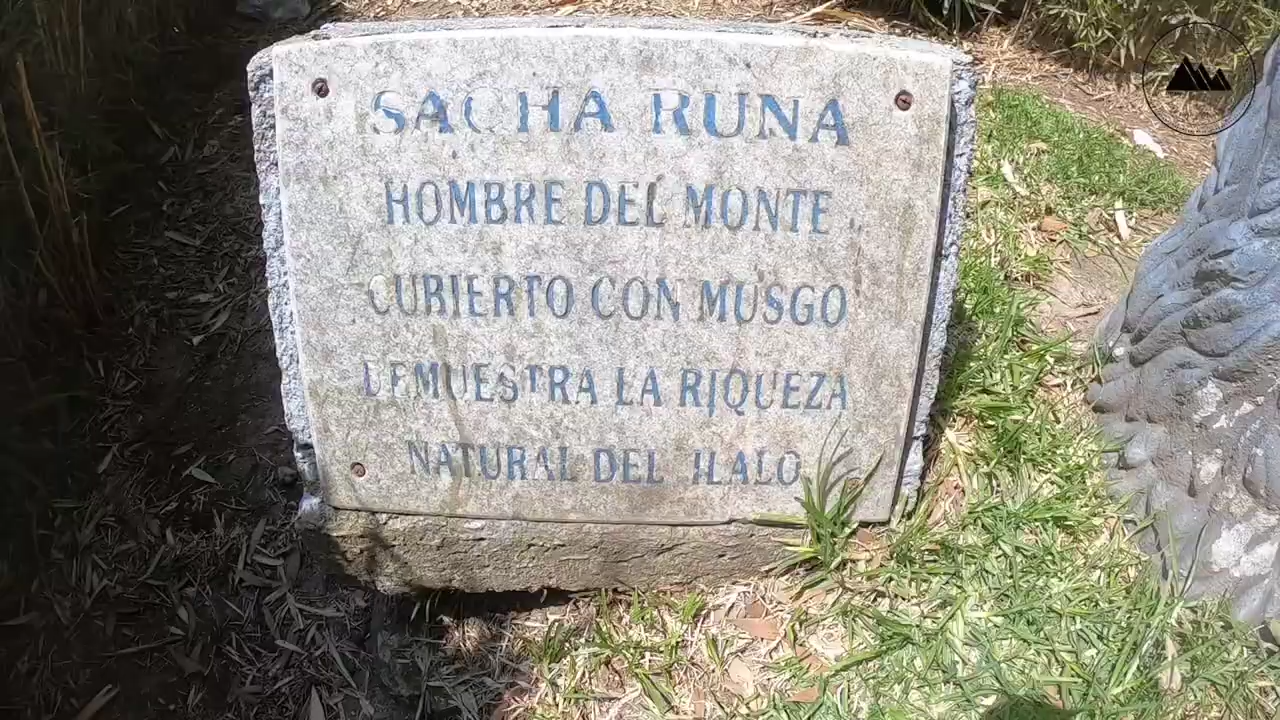 SACHA RUNA
HOMBRE DEL MONTE
CUBIERTO CON MUSGO
DEMUESTRA LA RIQUEZA
NATURAL DEL ILALO